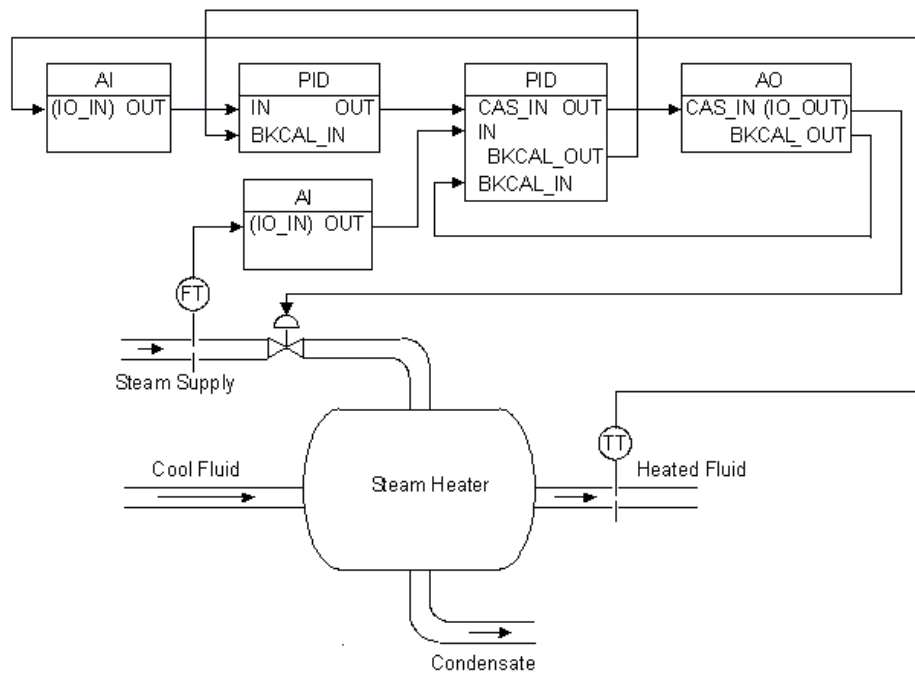 AI
(IO_IN) OUT
PID
IN OUT
BKCAL_IN
PID
CAS_IN OUT
IN
BKCAL_OUT
BKCAL_IN
AO
CAS_IN (IO_OUT)
BKCAL_OUT
AI
(IO_IN) OUT
FT
Steam Supply
TT
Cool Fluid
Steam Heater
Heated Fluid
Condensate